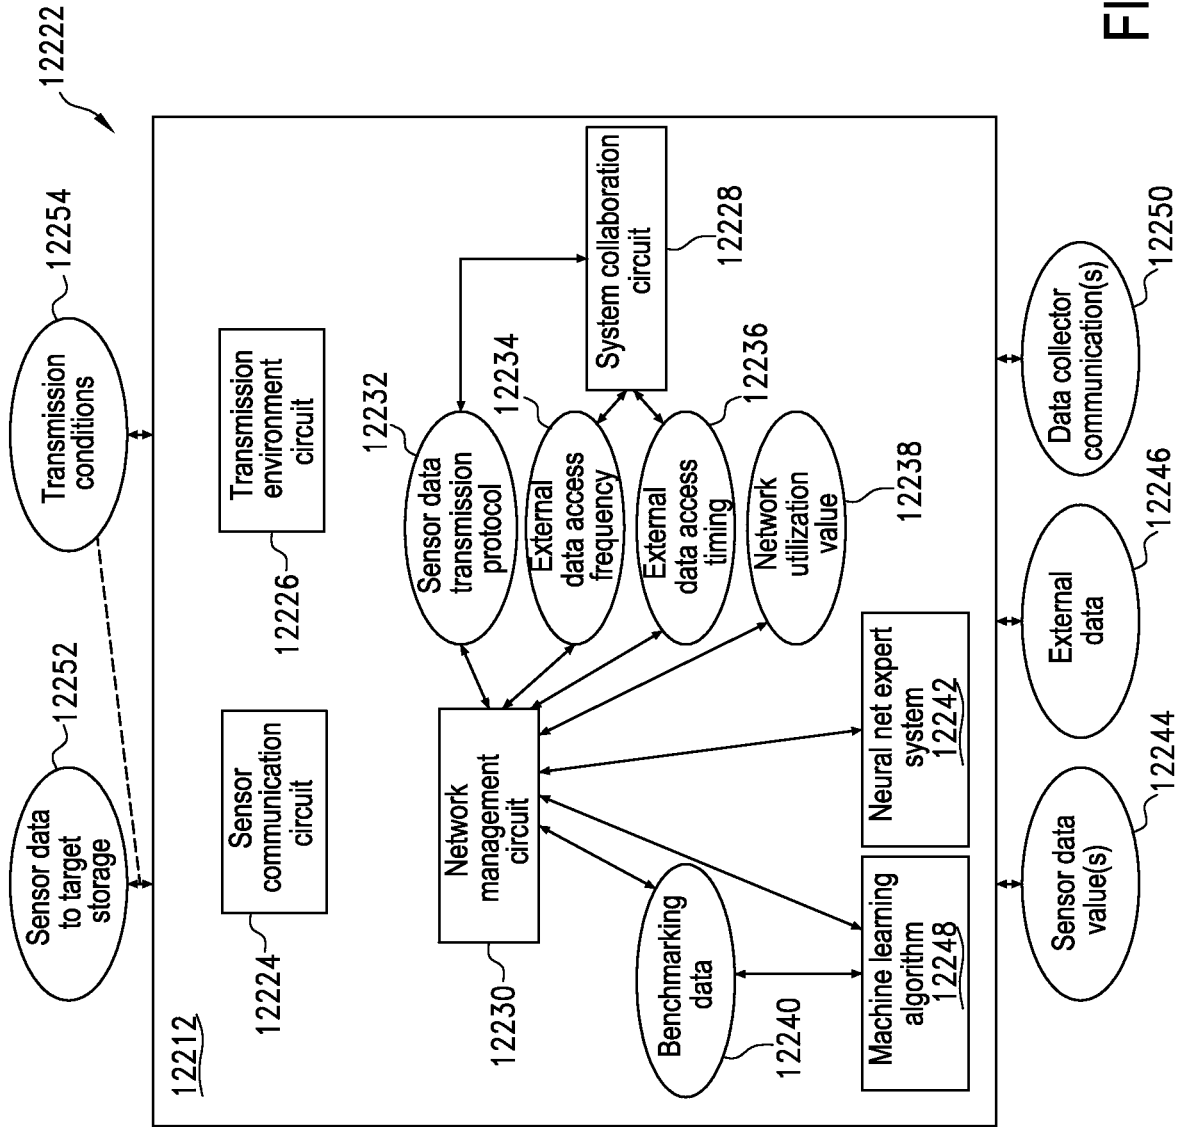 12222
12252
Sensor data
to target
storage
12254
Transmission
conditions
12212
12224
Sensor
communication
circuit
12226
Transmission
environment
circuit
12230
Network
management
circuit
12232
Sensor data
transmission
protocol
12234
External
data access
frequency
12236
External
data access
timing
12238
Network
utilization
value
System collaboration
circuit
12228
Benchmarking
data
12240
Machine learning
algorithm
12248
Neural net expert
system
12242
Sensor data
value(s)
12244
External
data
12246
Data collector
communication(s)
12250
FI